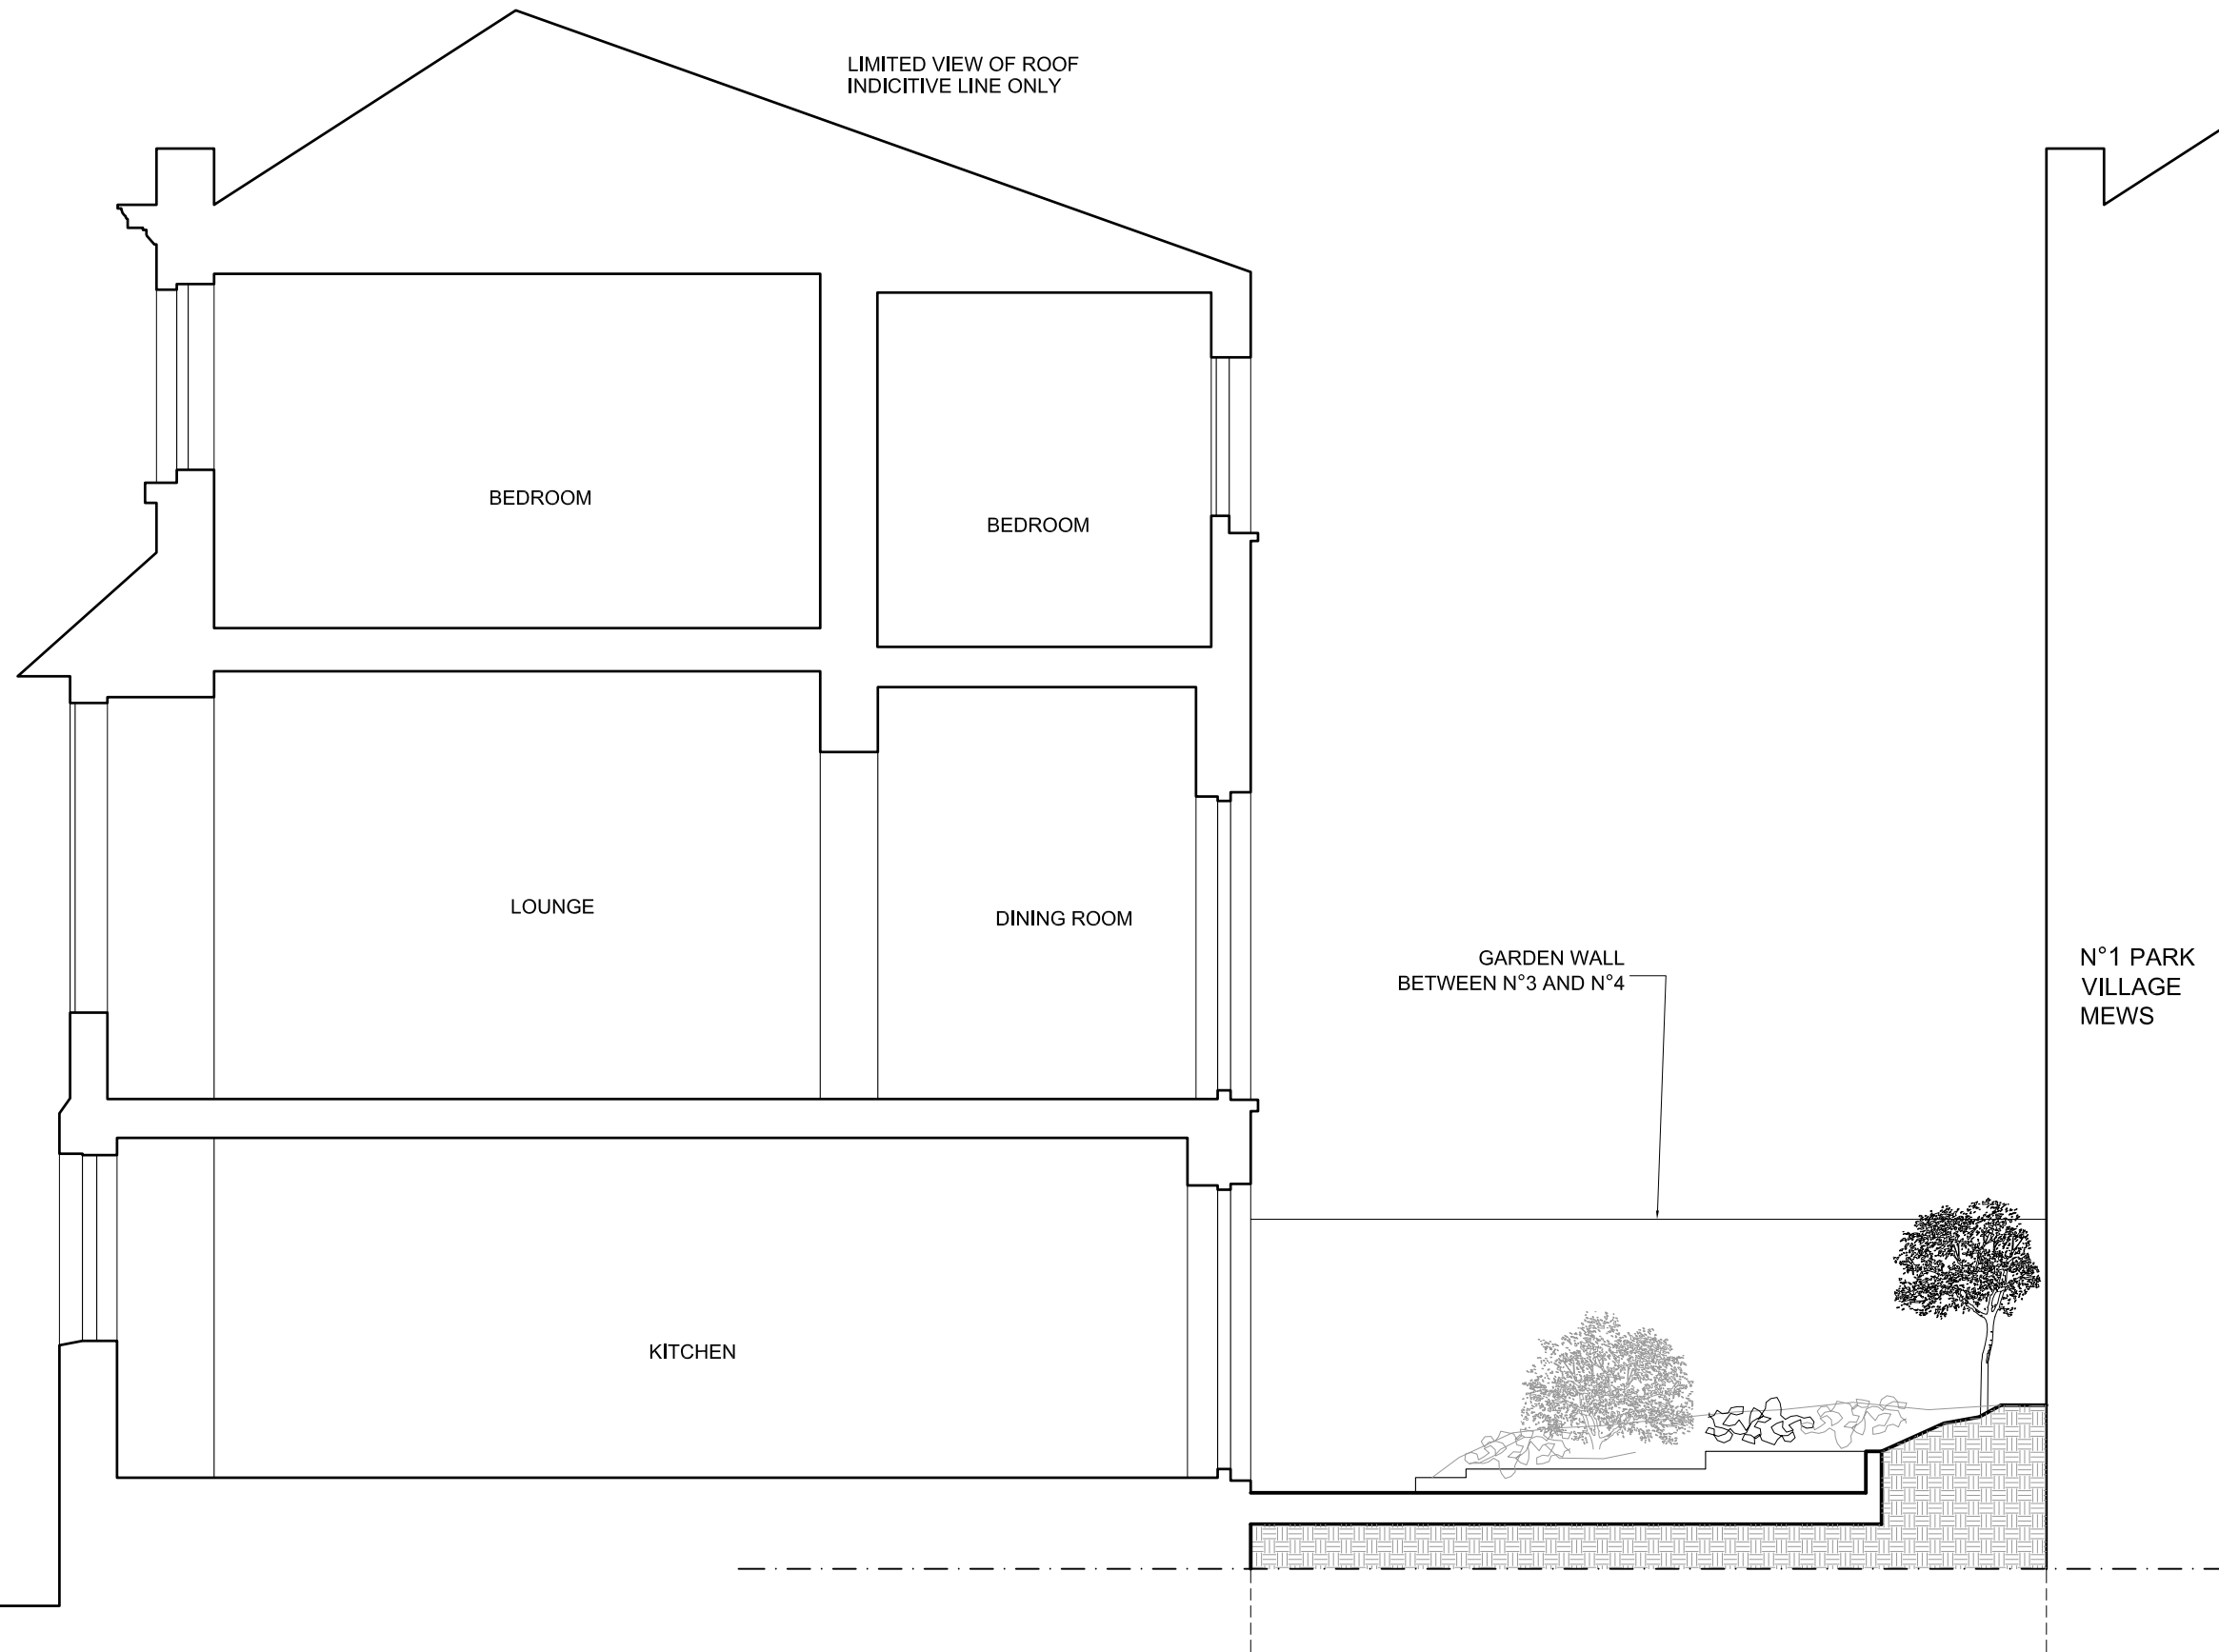 LIMITED VIEW OF ROOF
INDICITIVE LINE ONLY
BEDROOM
BEDROOM
LOUNGE
DINING ROOM
GARDEN WALL
BETWEEN N°3 AND N°4
N°1 PARK
VILLAGE
MEWS
KITCHEN